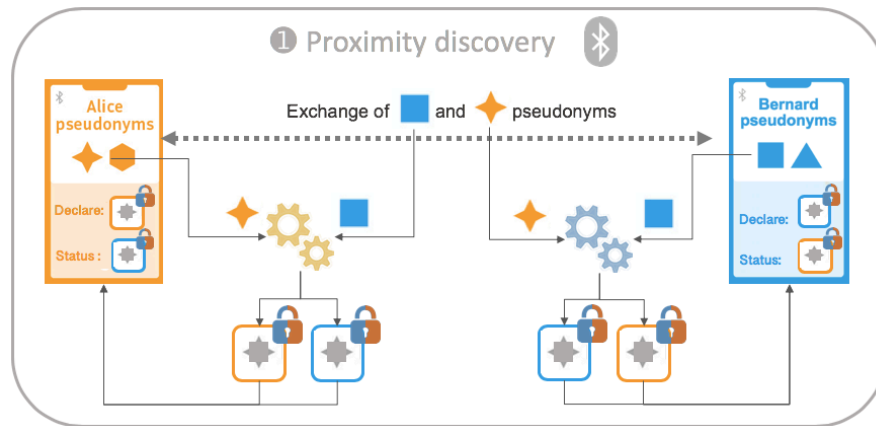 ❶ Proximity discovery
Alice
pseudonyms
Declare:
Status :
Exchange of and pseudonyms
Bernard
pseudonyms
Declare:
Status: